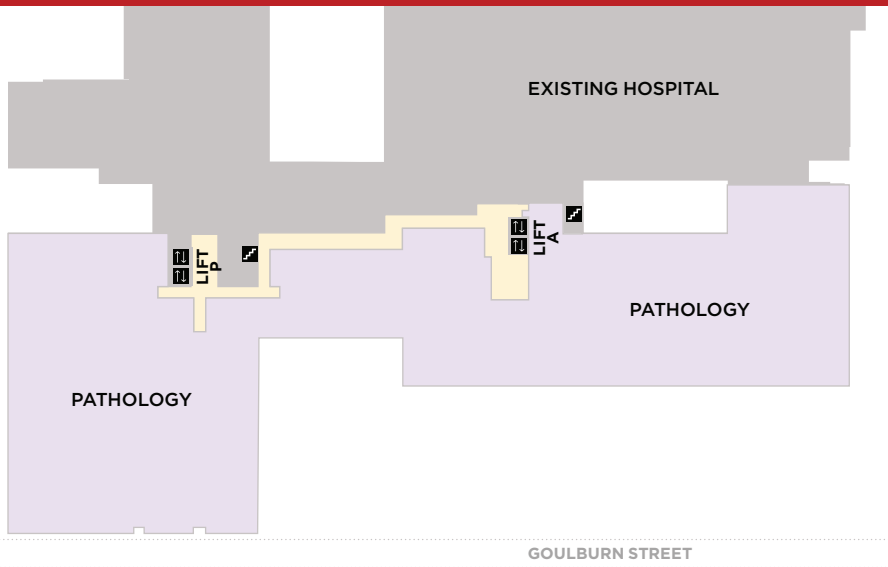 EXISTING HOSPITAL
LIFT
A
LIFT
P
PATHOLOGY
PATHOLOGY
GOULBURN STREET